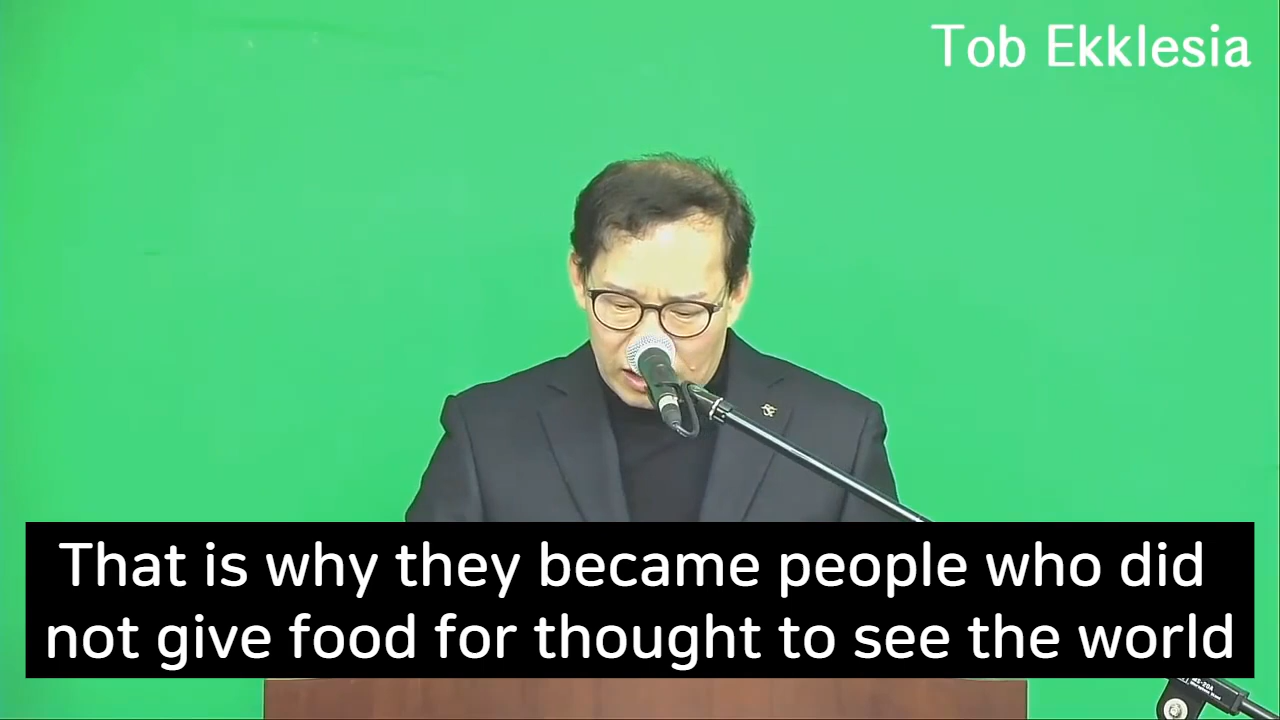 Tob Ekklesia
That is why they became people who did
not give food for thought to see the world